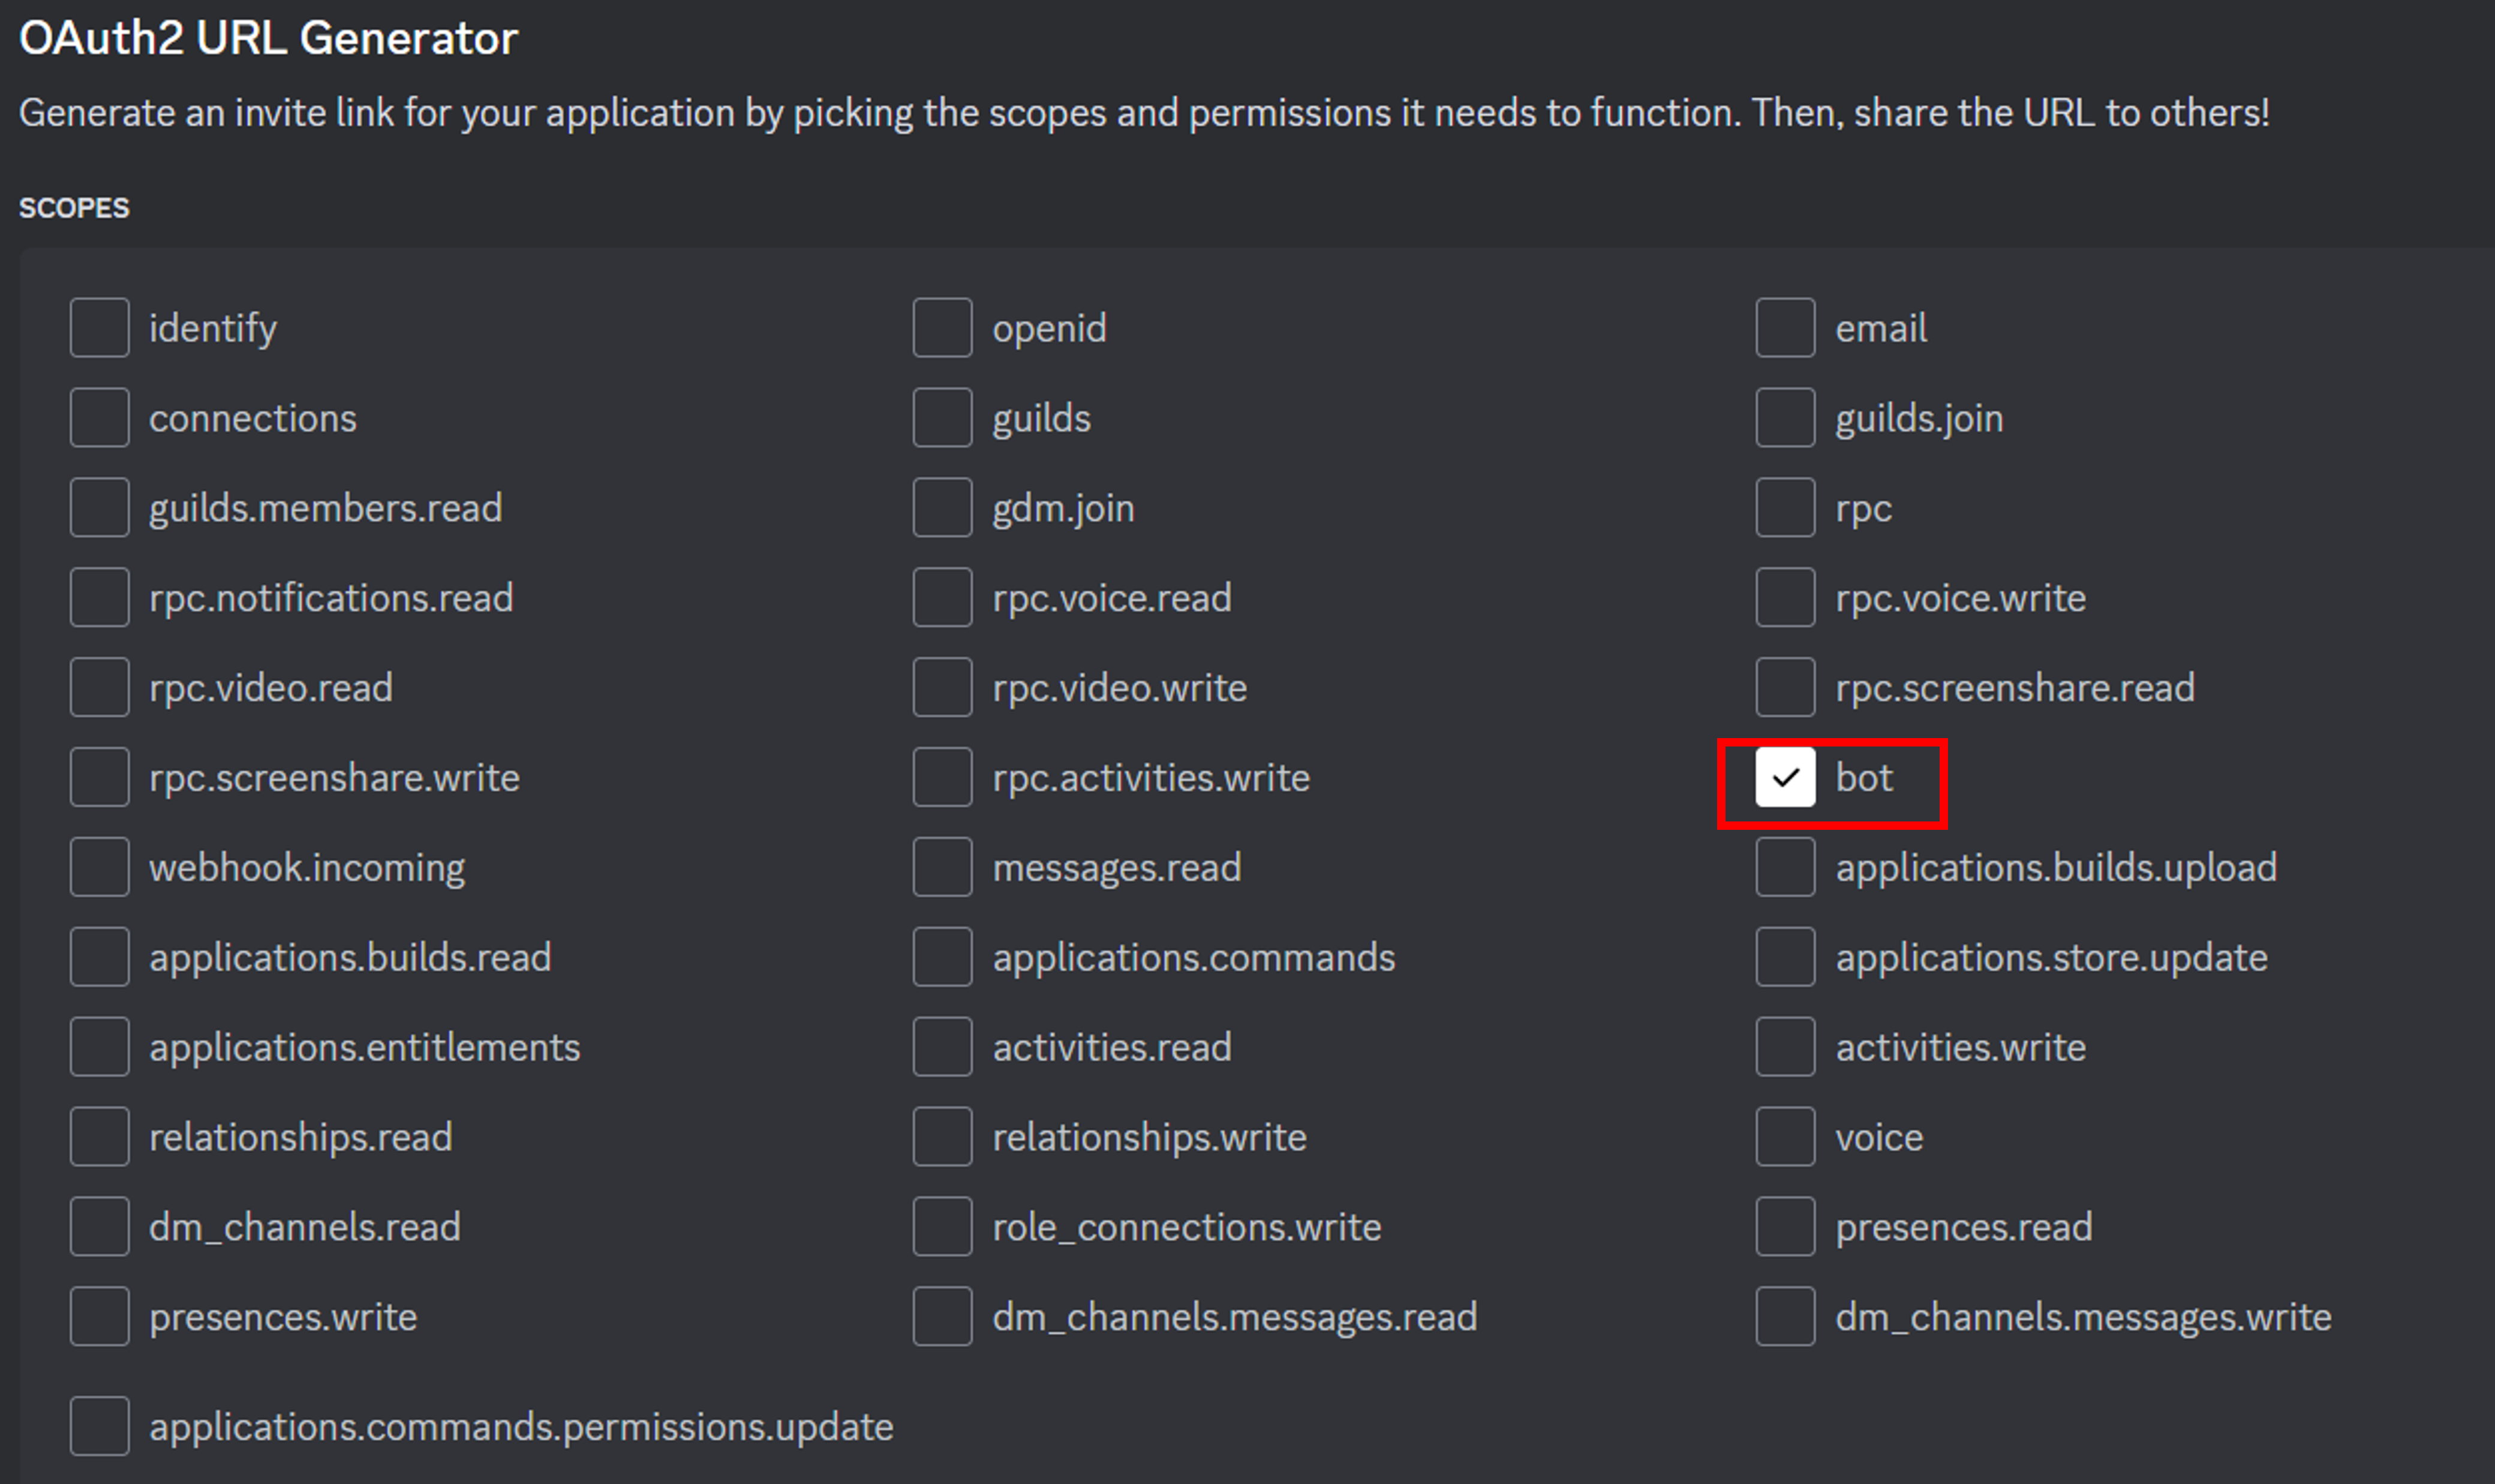 OAuth2 URL Generator
Generate an invite link for your application by picking the scopes and permissions it needs to function. Then, share the URL to others!
SCOPES
identify openid email
connections guilds guilds.join
guilds.members.read gdm.join rpc
rpc.notifications.read rpc.voice.read rpc.voice.write
rpc.video.read rpc.video.write rpc.screenshare.read
rpc.screenshare.write rpc.activities.write bot
webhook.incoming messages.read applications.builds.upload
applications.builds.read applications.commands applications.store.update
applications.entitlements activities.read activities.write
relationships.read relationships.write voice
dm_channels.read role_connections.write presences.read
presences.write dm_channels.messages.read dm_channels.messages.write
applications.commands.permissions.update